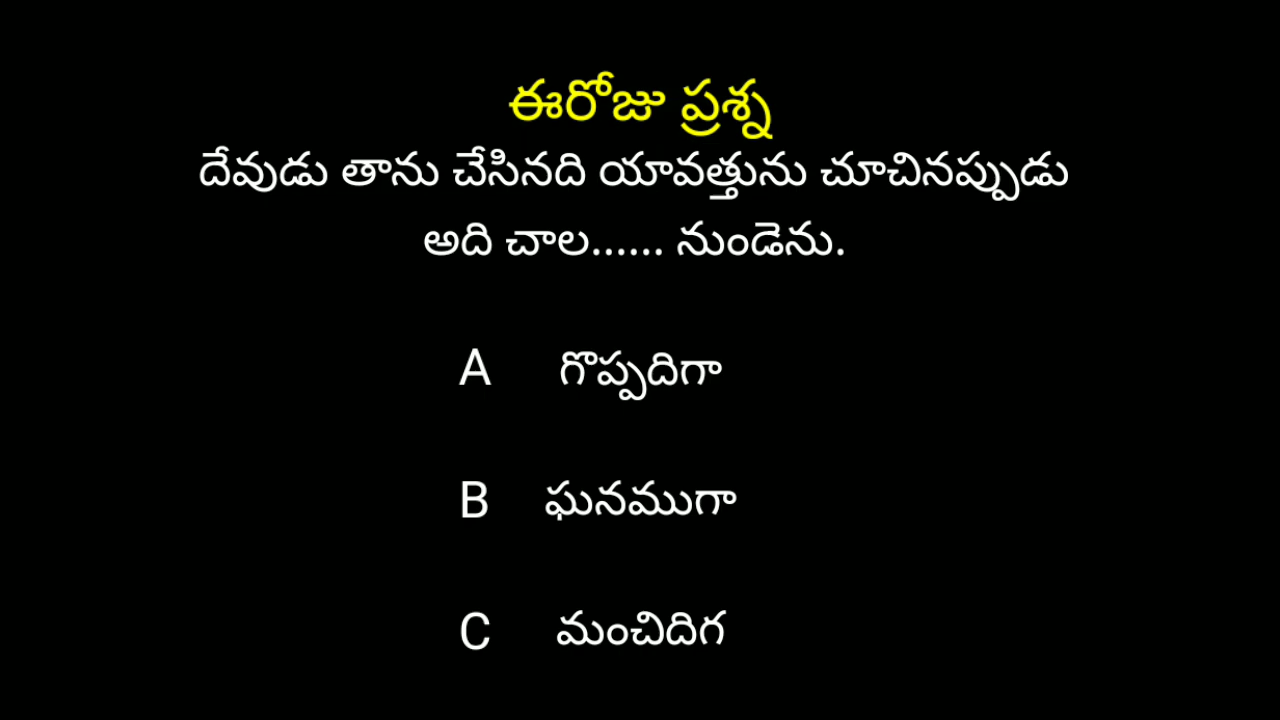 ఈరోజు ప్రశ్న
దేవుడు తాను చేసినది యావత్తును చూచినప్పుడు
అది చాల...... నుండెను.
A గొప్పదిగా
B ఘనముగా
C మంచిదిగ